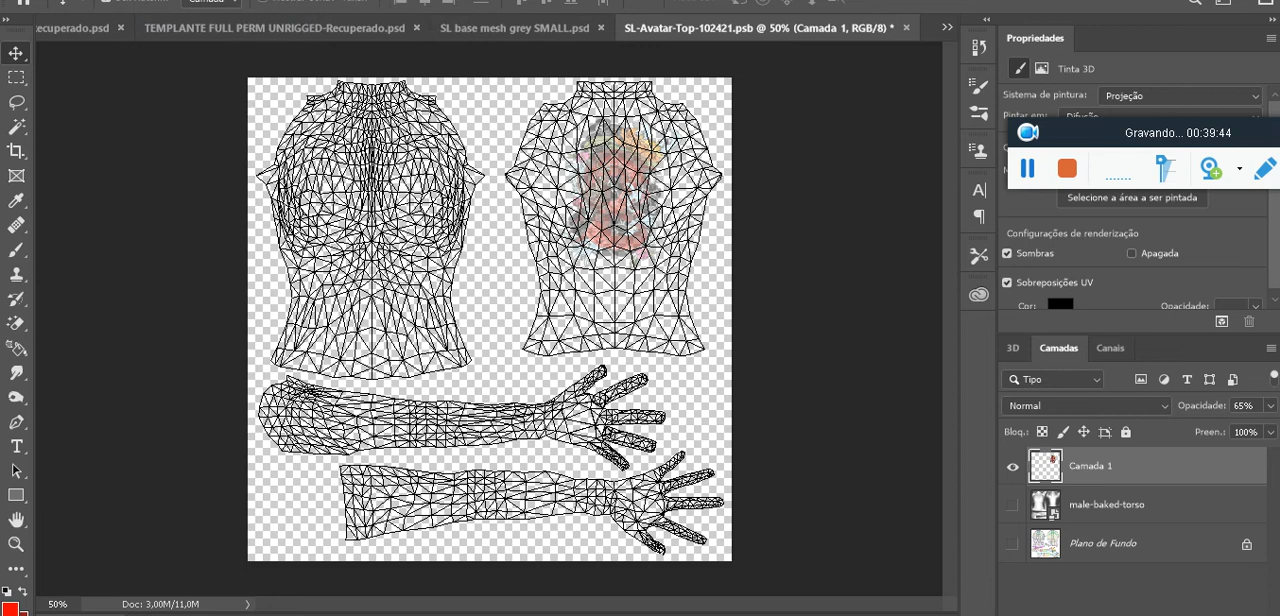 ecuperado.psd × TEMPLANTE FULL PERM UNRIGGED-Recuperado.psd × SL base mesh grey SMALL.psd × SL-Avatar-Top-102421.psb @ 50% (Camada 1, RGB/8) * ×
Propriedades
Tinta 3D
Sistema de pintura: Projeção
Pintar em: Difusão
Gravando... 00:39:44
Selecione a área a ser pintada
Configurações de renderização
Sombras Apagada
Sobreposições UV
Cor: Opacidade:
3D Camadas Canais
Tipo
Normal Opacidade: 65%
Bloq.: Preen.: 100%
Camada 1
male-baked-torso
Plano de Fundo
50% Doc: 3,00M/11,0M